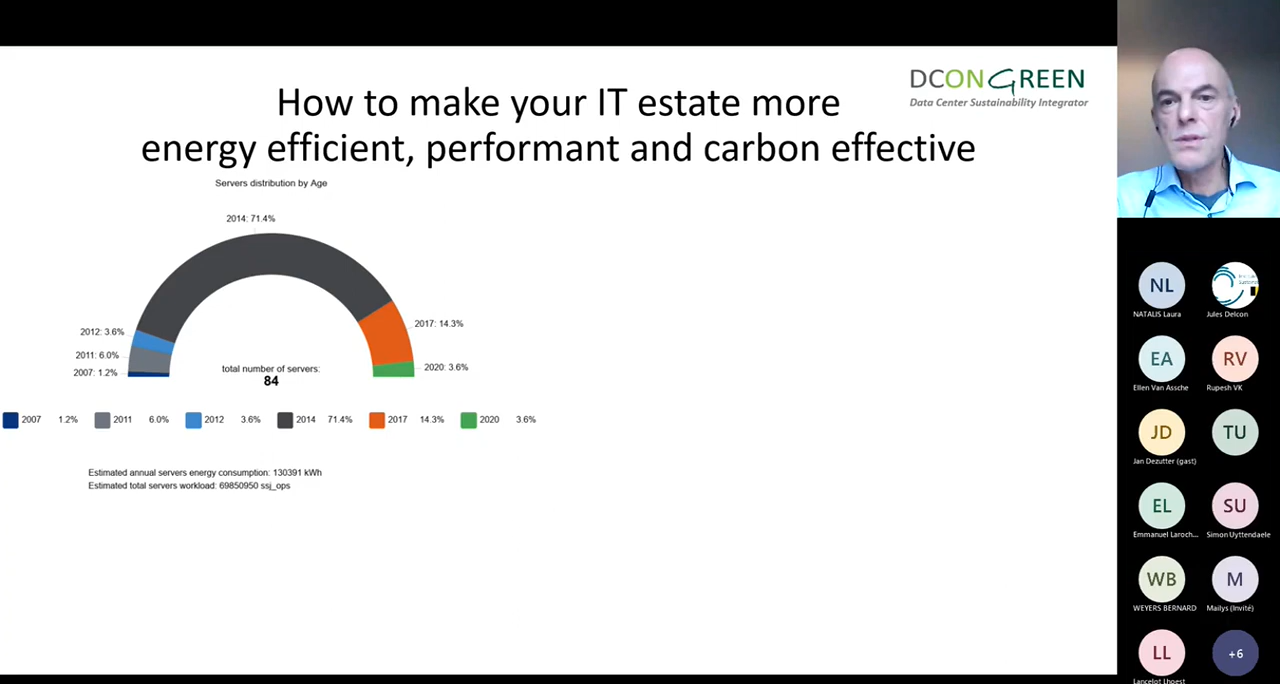 How to make your IT estate more
energy efficient, performant and carbon effective
DCONGREEN
Data Center Sustainability Integrator
Servers distribution by Age
2014: 71.4%
2017: 14.3%
2012: 3.6%
2011: 6.0%
2007: 1.2%
2020: 3.6%
total number of servers:
84
2007 1.2% 2011 6.0% 2012 3.6% 2014 71.4% 2017 14.3% 2020 3.6%
Estimated annual servers energy consumption: 130391 kWh
Estimated total servers workload: 69850950 ssj_ops
NL
NATALIS Laura
Jules Delcon
EA
Ellen Van Assche
RV
Rupesh VK
JD
Jan Dezutter (gast)
TU
EL
Emmanuel Laroch...
SU
Simon Uyttendaele
WB
WEYERS BERNARD
M
Mailys (Invité)
LL
Lancelot Lhoest
+6